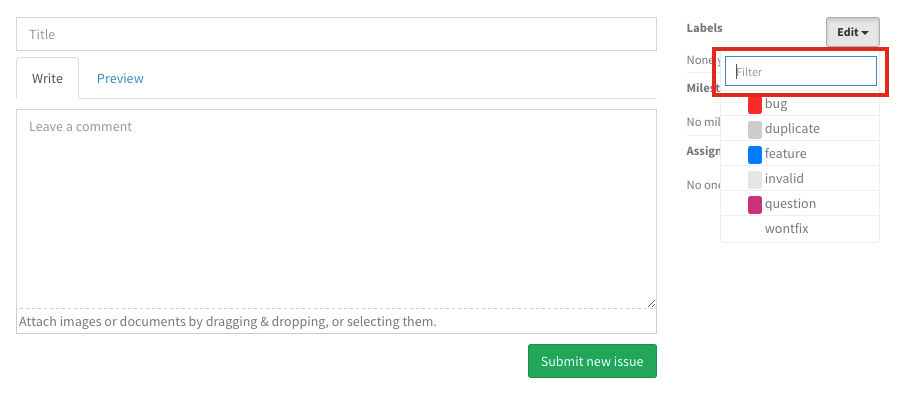 Title
Write
Preview
Leave a comment
Attach images or documents by dragging & dropping, or selecting them.
Submit new issue
Labels
Edit
None
Filter
Milest
bug
No mil
duplicate
Assign
feature
invalid
No one
question
wontfix